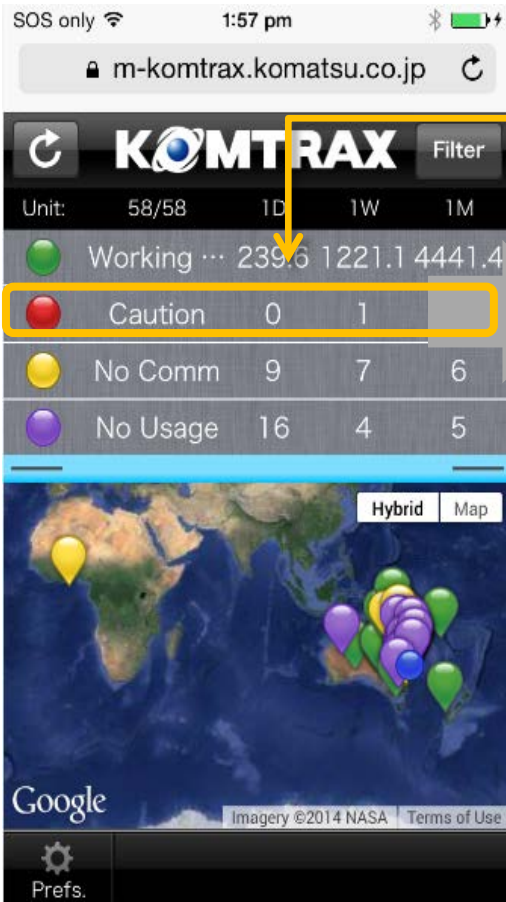 SOS only 1:57 pm
m-komtrax.komatsu.co.jp
KOMTRAX Filter
Unit: 58/58 1D 1W 1M
Working ··· 239.6 1221.1 4441.4
Caution 0 1
No Comm 9 7 6
No Usage 16 4 5
Hybrid Map
Google Imagery ©2014 NASA Terms of Use
Prefs.